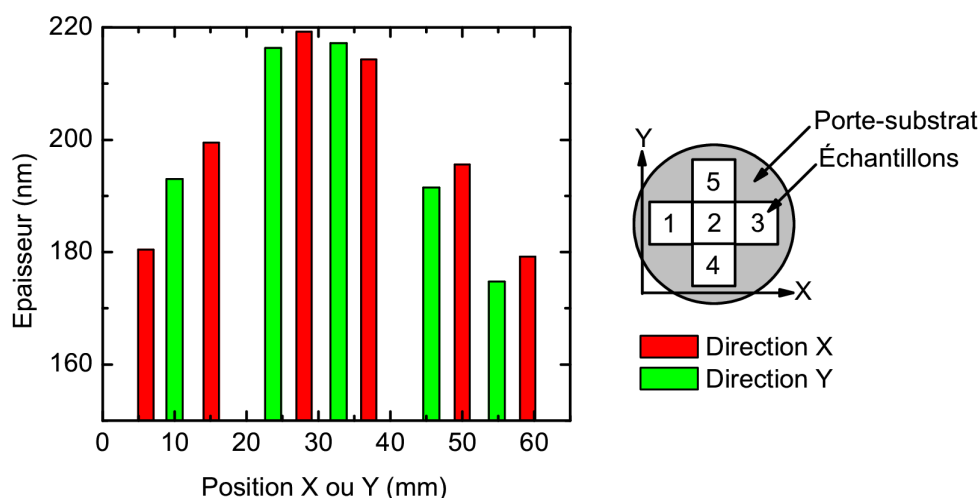 220
200
180
160
Epaisseur (nm)
0 10 20 30 40 50 60
Position X ou Y (mm)
Y
X
Porte-substrat
Échantillons
5
1 2 3
4
Direction X
Direction Y